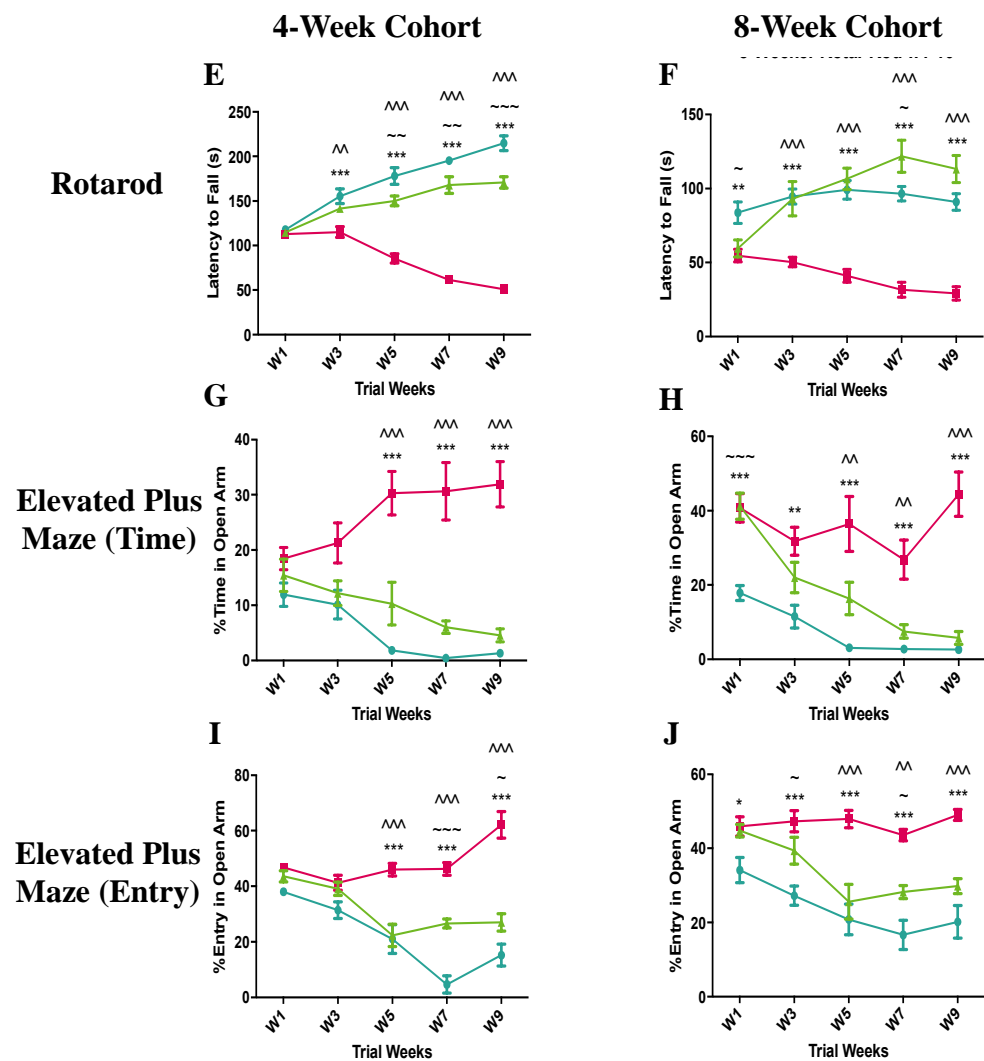 4-Week Cohort
8-Week Cohort
Rotarod
E
^^^
^^^
^^^
~~~
^^
~~
~~
***
***
***
***
Latency to Fall (s)
250
200
150
100
50
0
W1
W3
W5
W7
W9
Trial Weeks
F
^^^
^^^
^^^
^^^
~
~
**
***
***
***
***
Latency to Fall (s)
150
100
50
0
W1
W3
W5
W7
W9
Trial Weeks
Elevated Plus
Maze (Time)
G
^^^
^^^
^^^
***
***
***
%Time in Open Arm
40
30
20
10
0
W1
W3
W5
W7
W9
Trial Weeks
H
^^^
~~~
^^
^^
***
**
***
***
***
%Time in Open Arm
60
40
20
0
W1
W3
W5
W7
W9
Trial Weeks
Elevated Plus
Maze (Entry)
I
^^^
^^^
^^^
~
~~~
***
***
***
%Entry in Open Arm
80
60
40
20
0
W1
W3
W5
W7
W9
Trial Weeks
J
^^^
^^
^^^
~
~
*
***
***
***
***
%Entry in Open Arm
80
60
40
20
0
W1
W3
W5
W7
W9
Trial Weeks